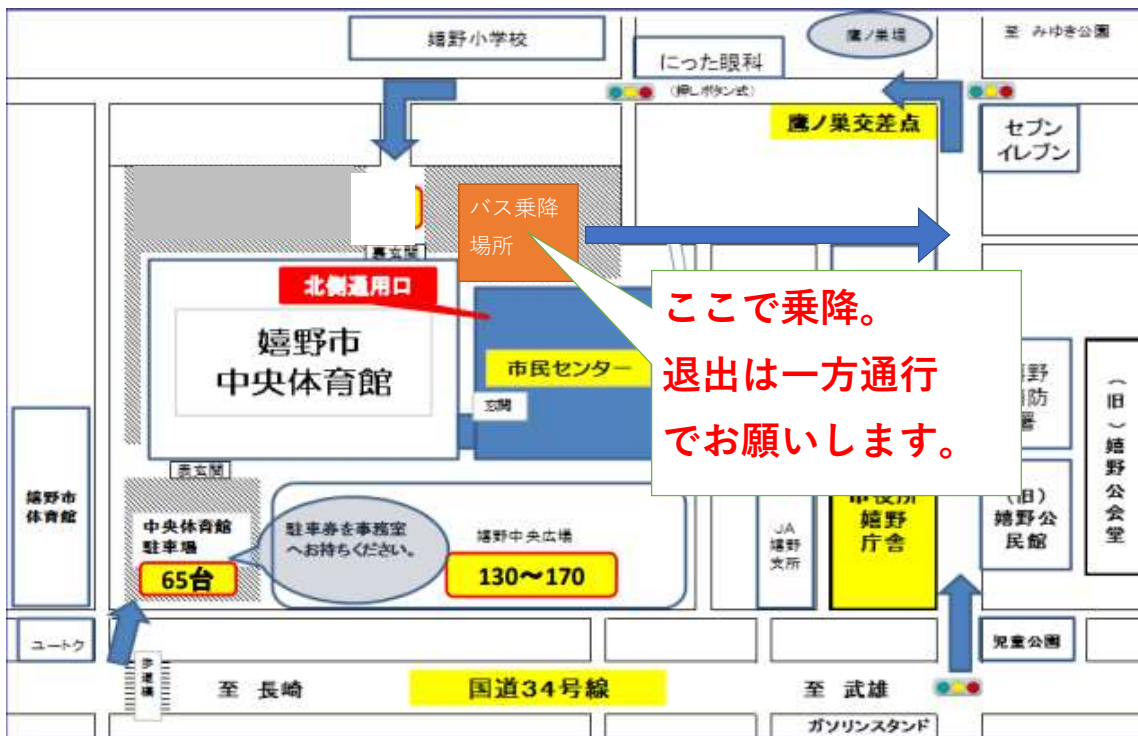 嬉野小学校
鷹ノ巣堤
至 みゆき公園
にった眼科
(押しボタン式)
鷹ノ巣交差点
セブン
イレブン
バス乗降
場所
裏玄関
北側通用口
ここで乗降。
退出は一方通行
でお願いします。
嬉野市
中央体育館
市民センター
玄関
野
防
署
(旧)嬉野公会堂
表玄関
嬉野市
体育館
中央体育館
駐車場
65台
駐車券を事務室
へお持ちください。
嬉野中央広場
130～170
JA
嬉野
支所
市役所
嬉野
庁舎
(旧)
嬉野公
民館
ユートク
歩道橋
児童公園
至 長崎
国道34号線
至 武雄
ガソリンスタンド